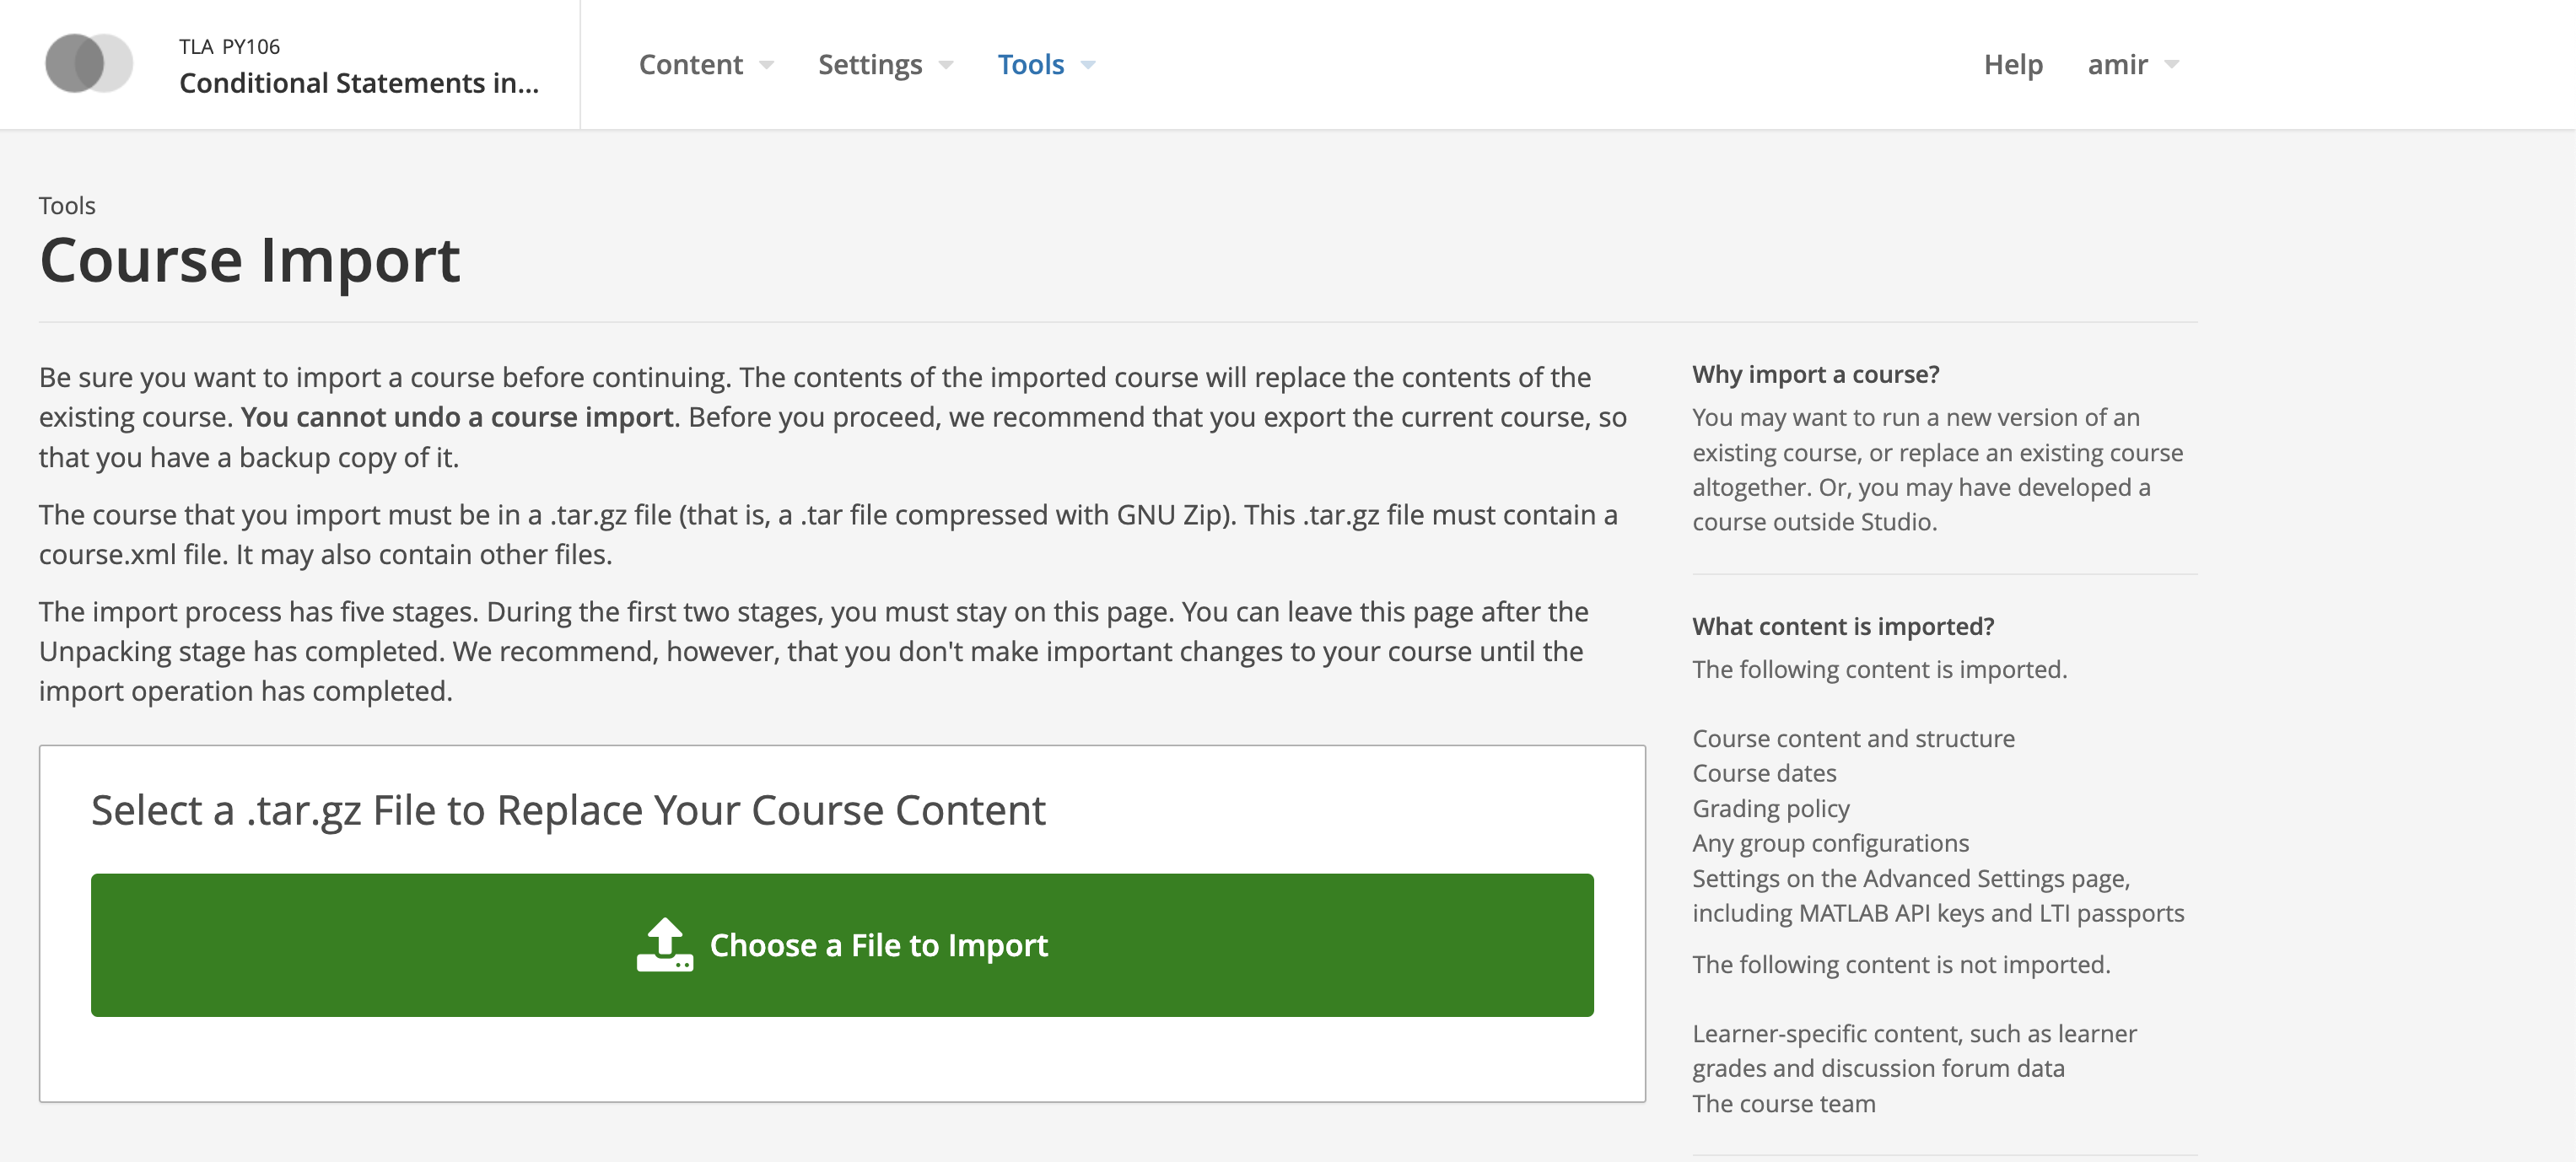 TLA PY106
Conditional Statements in...
Content
Settings
Tools
Help
amir
Tools
Course Import
Be sure you want to import a course before continuing. The contents of the imported course will replace the contents of the
existing course. You cannot undo a course import. Before you proceed, we recommend that you export the current course, so
that you have a backup copy of it.
The course that you import must be in a .tar.gz file (that is, a .tar file compressed with GNU Zip). This .tar.gz file must contain a
course.xml file. It may also contain other files.
The import process has five stages. During the first two stages, you must stay on this page. You can leave this page after the
Unpacking stage has completed. We recommend, however, that you don't make important changes to your course until the
import operation has completed.
Select a .tar.gz File to Replace Your Course Content
Choose a File to Import
Why import a course?
You may want to run a new version of an
existing course, or replace an existing course
altogether. Or, you may have developed a
course outside Studio.
What content is imported?
The following content is imported.
Course content and structure
Course dates
Grading policy
Any group configurations
Settings on the Advanced Settings page,
including MATLAB API keys and LTI passports
The following content is not imported.
Learner-specific content, such as learner
grades and discussion forum data
The course team